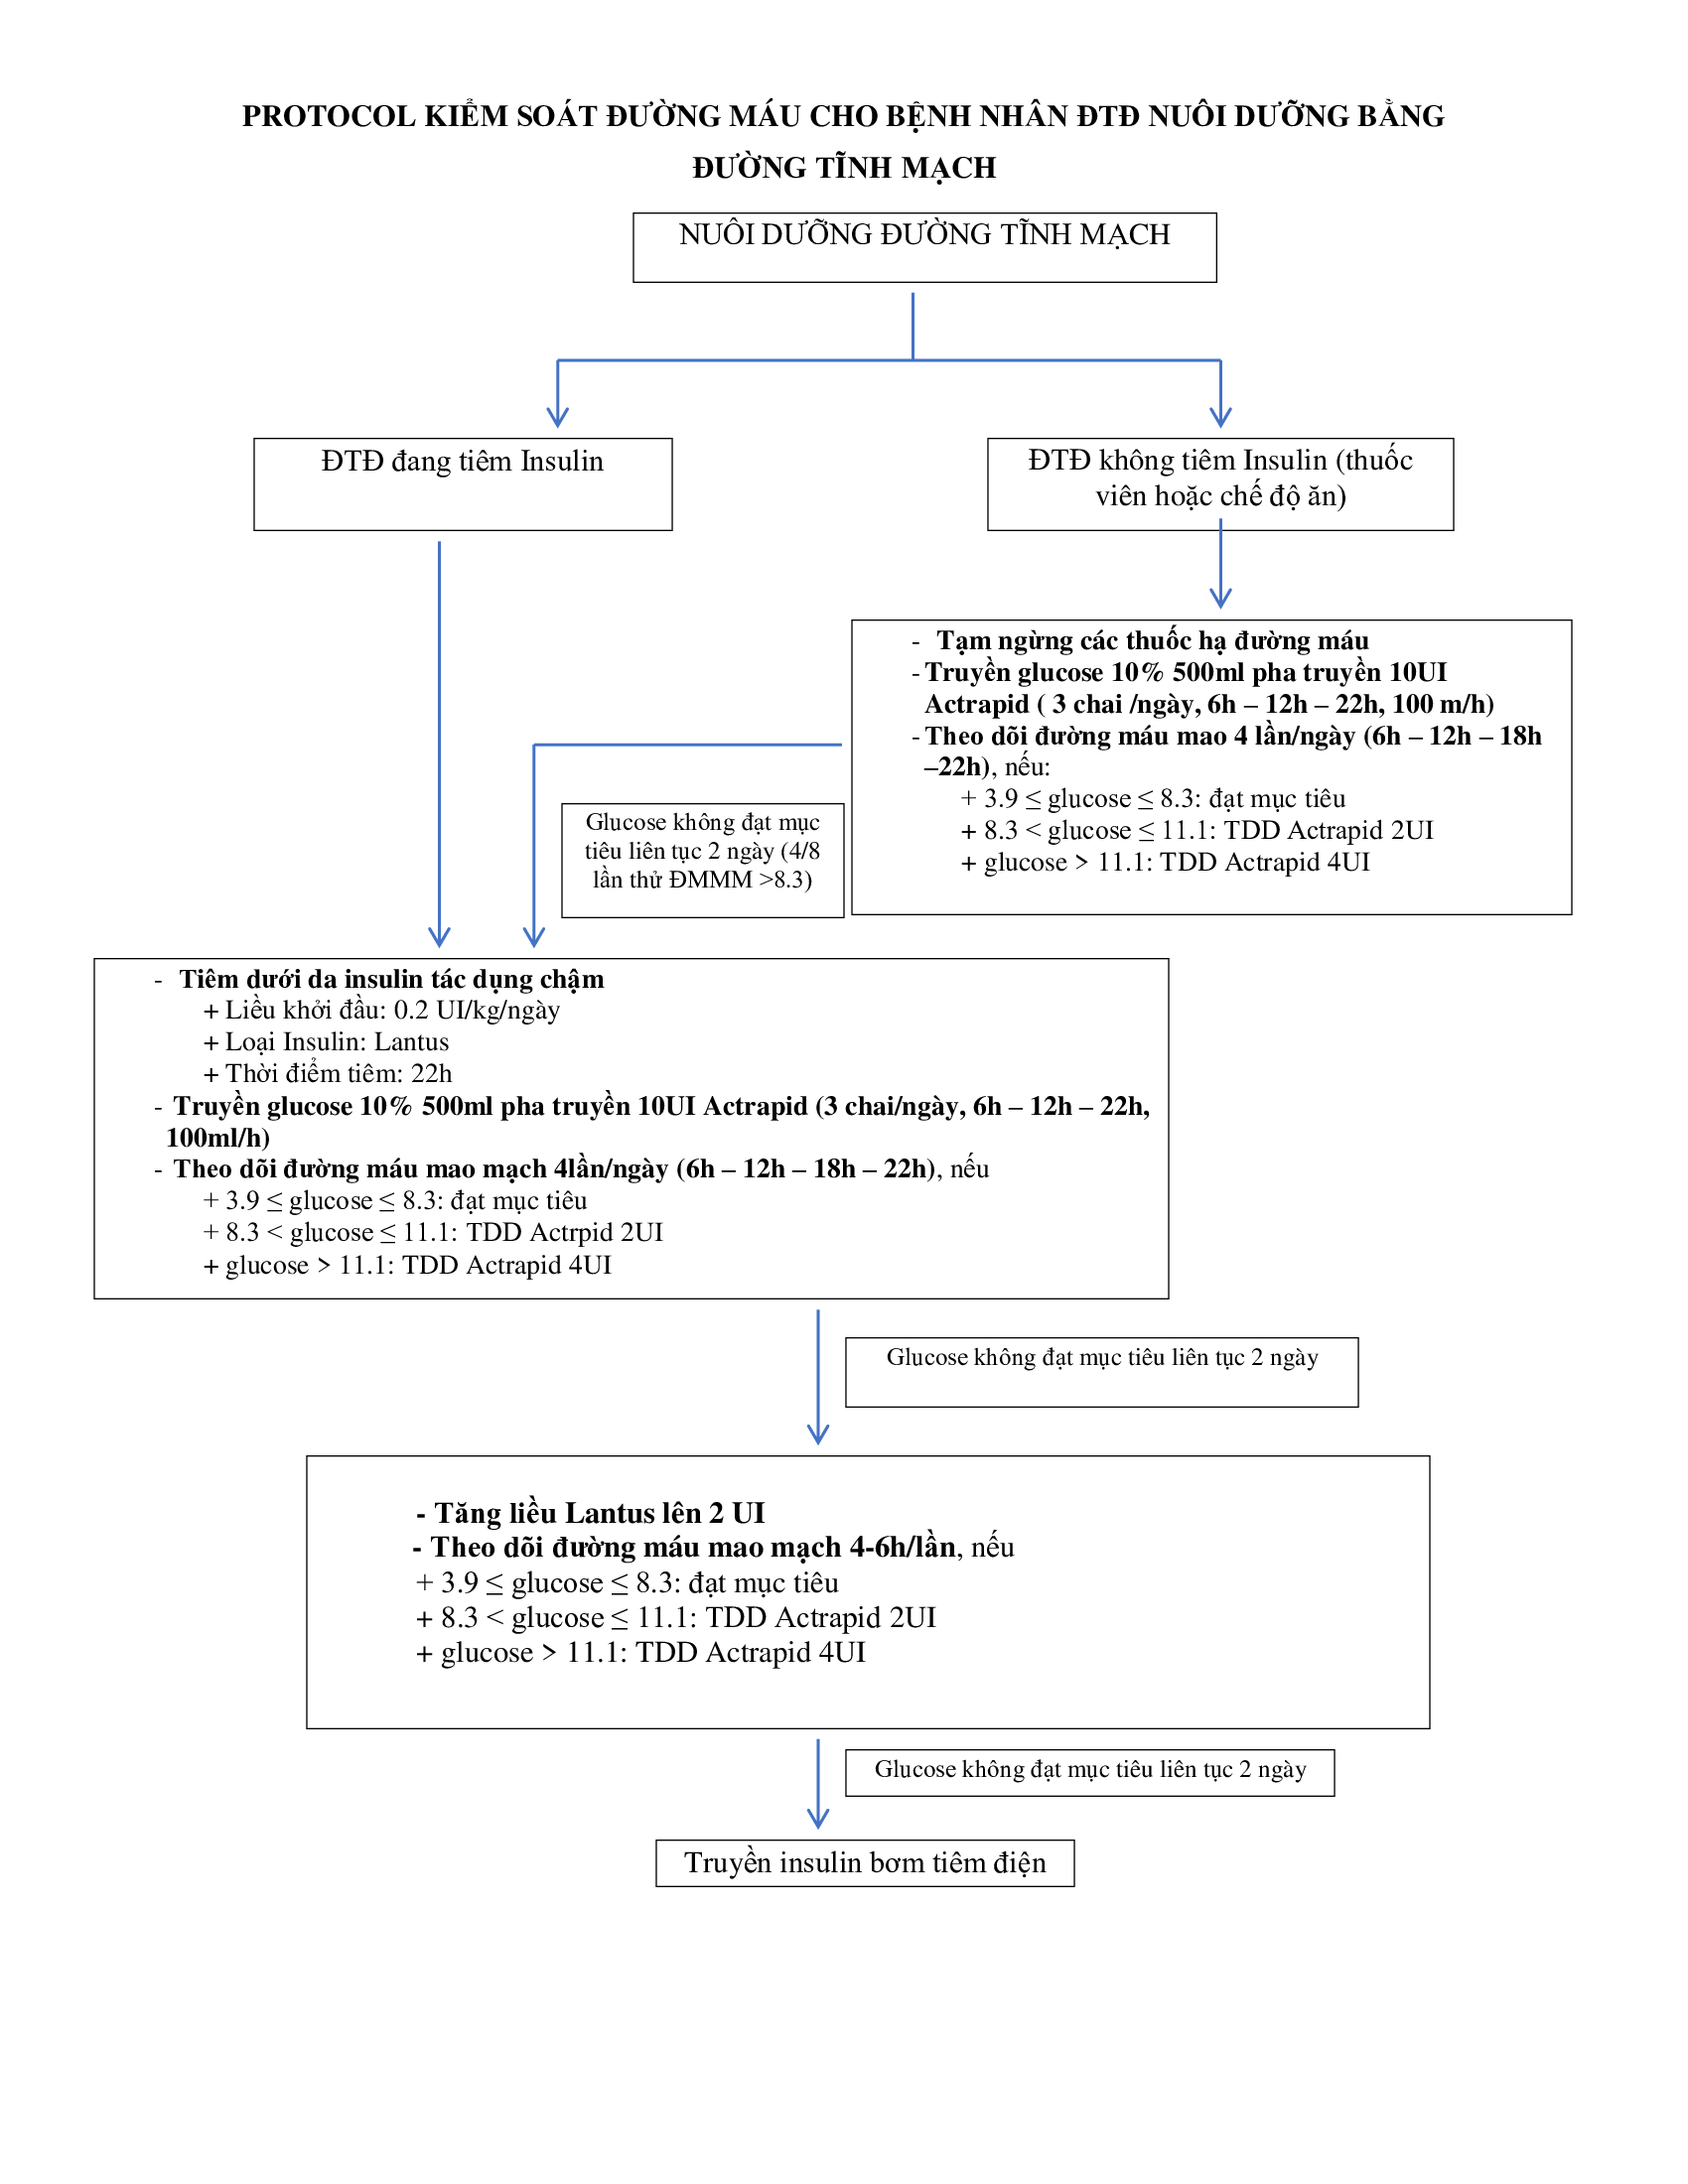 PROTOCOL KIỂM SOÁT ĐƯỜNG MÁU CHO BỆNH NHÂN ĐTĐ NUÔI DƯỠNG BẰNG
ĐƯỜNG TĨNH MẠCH
NUÔI DƯỠNG ĐƯỜNG TĨNH MẠCH
ĐTĐ đang tiêm Insulin
ĐTĐ không tiêm Insulin (thuốc
viên hoặc chế độ ăn)
- Tạm ngừng các thuốc hạ đường máu
- Truyền glucose 10% 500ml pha truyền 10UI
Actrapid ( 3 chai /ngày, 6h – 12h – 22h, 100 m/h)
- Theo dõi đường máu mao 4 lần/ngày (6h – 12h – 18h
–22h), nếu:
+ 3.9 ≤ glucose ≤ 8.3: đạt mục tiêu
+ 8.3 < glucose ≤ 11.1: TDD Actrapid 2UI
+ glucose > 11.1: TDD Actrapid 4UI
Glucose không đạt mục
tiêu liên tục 2 ngày (4/8
lần thử ĐMMM >8.3)
- Tiêm dưới da insulin tác dụng chậm
+ Liều khởi đầu: 0.2 UI/kg/ngày
+ Loại Insulin: Lantus
+ Thời điểm tiêm: 22h
- Truyền glucose 10% 500ml pha truyền 10UI Actrapid (3 chai/ngày, 6h – 12h – 22h,
100ml/h)
- Theo dõi đường máu mao mạch 4lần/ngày (6h – 12h – 18h – 22h), nếu
+ 3.9 ≤ glucose ≤ 8.3: đạt mục tiêu
+ 8.3 < glucose ≤ 11.1: TDD Actrpid 2UI
+ glucose > 11.1: TDD Actrapid 4UI
Glucose không đạt mục tiêu liên tục 2 ngày
- Tăng liều Lantus lên 2 UI
- Theo dõi đường máu mao mạch 4-6h/lần, nếu
+ 3.9 ≤ glucose ≤ 8.3: đạt mục tiêu
+ 8.3 < glucose ≤ 11.1: TDD Actrapid 2UI
+ glucose > 11.1: TDD Actrapid 4UI
Glucose không đạt mục tiêu liên tục 2 ngày
Truyền insulin bơm tiêm điện